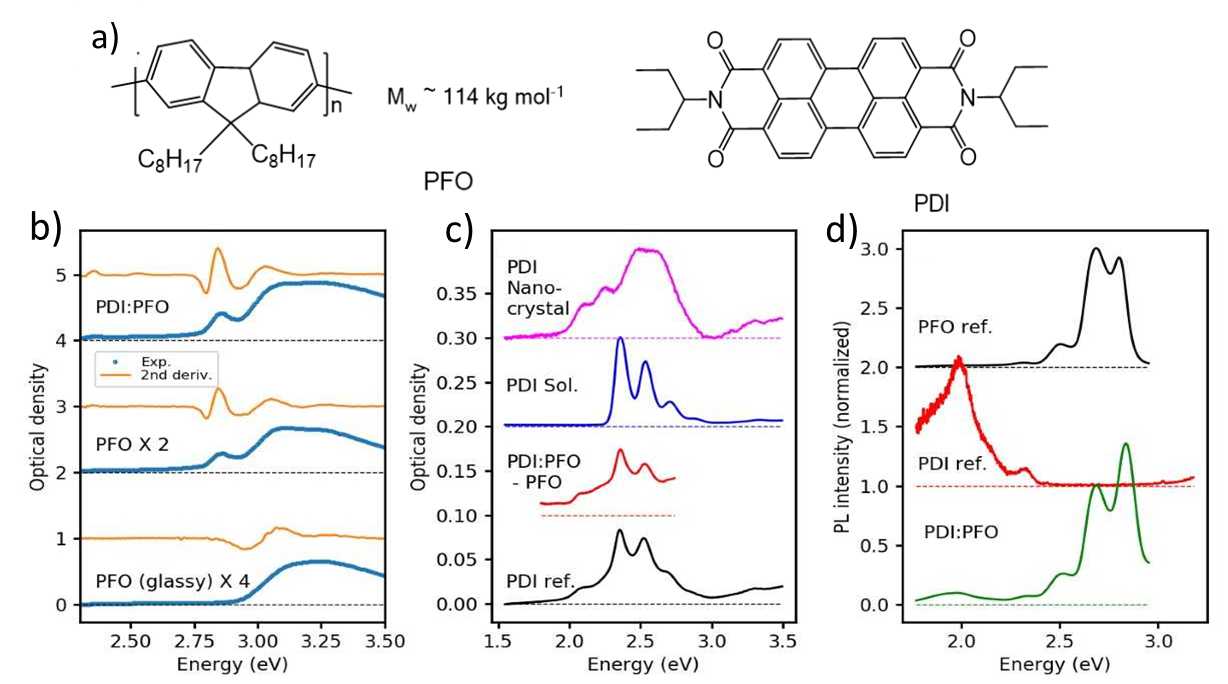 a)
[ ]n
C8H17
C8H17
Mw ~ 114 kg mol-1
PFO
O
O
N
N
O
O
PDI
b)
5
4
3
2
1
0
Optical density
PDI:PFO
Exp.
2nd deriv.
PFO X 2
PFO (glassy) X 4
2.50 2.75 3.00 3.25 3.50
Energy (eV)
c)
0.35
0.30
0.25
0.20
0.15
0.10
0.05
0.00
Optical density
PDI
Nano-
crystal
PDI Sol.
PDI:PFO
- PFO
PDI ref.
1.5 2.0 2.5 3.0 3.5
Energy (eV)
d)
3.0
2.5
2.0
1.5
1.0
0.5
0.0
PL intensity (normalized)
PFO ref.
PDI ref.
PDI:PFO
2.0 2.5 3.0
Energy (eV)